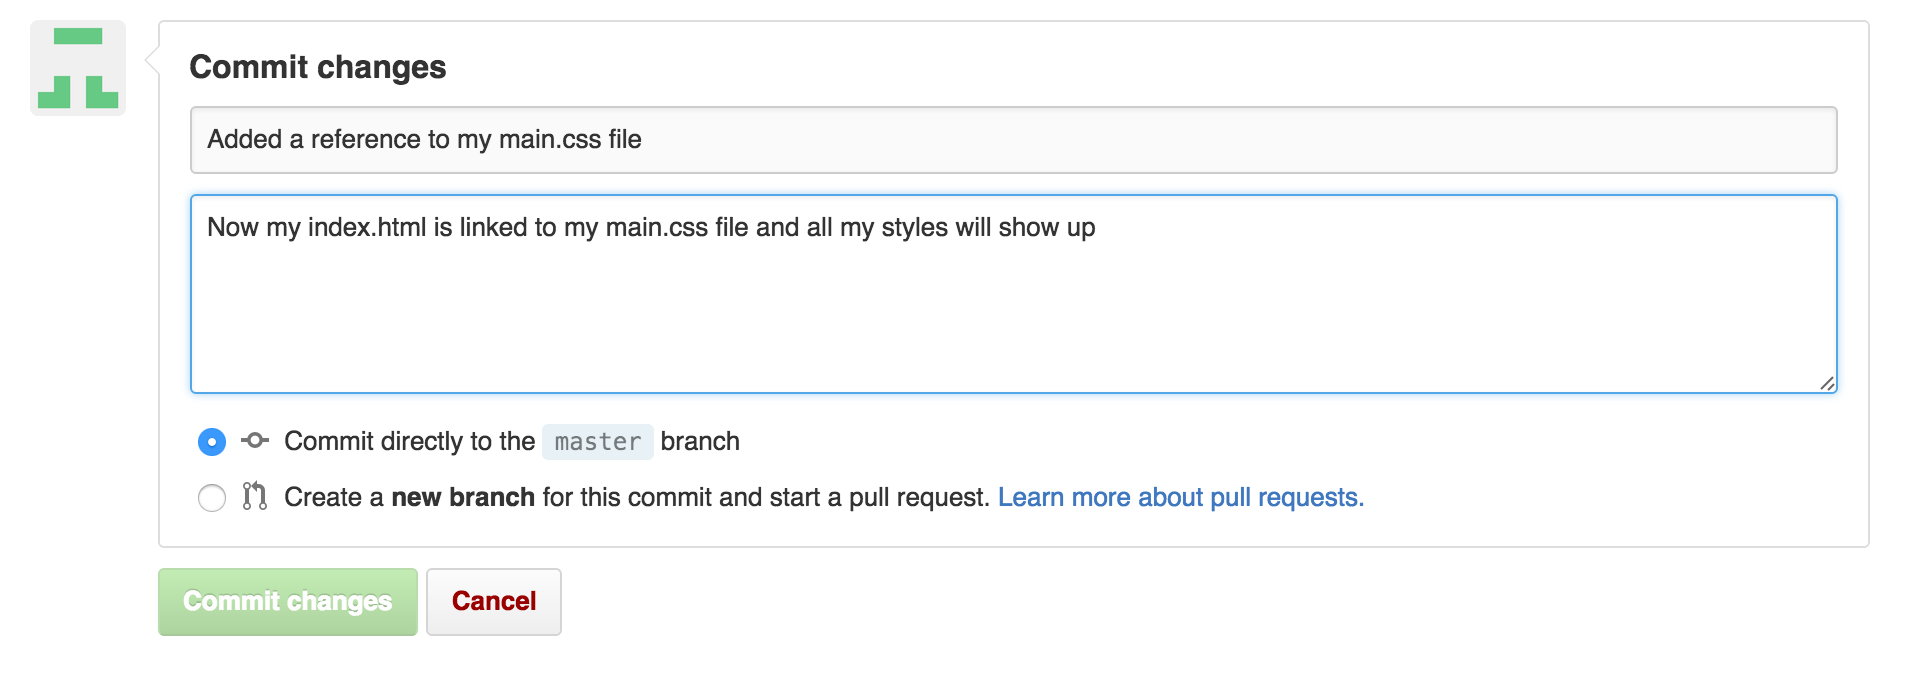 Commit changes
Added a reference to my main.css file
Now my index.html is linked to my main.css file and all my styles will show up
Commit directly to the master branch
Create a new branch for this commit and start a pull request. Learn more about pull requests.
Commit changes Cancel